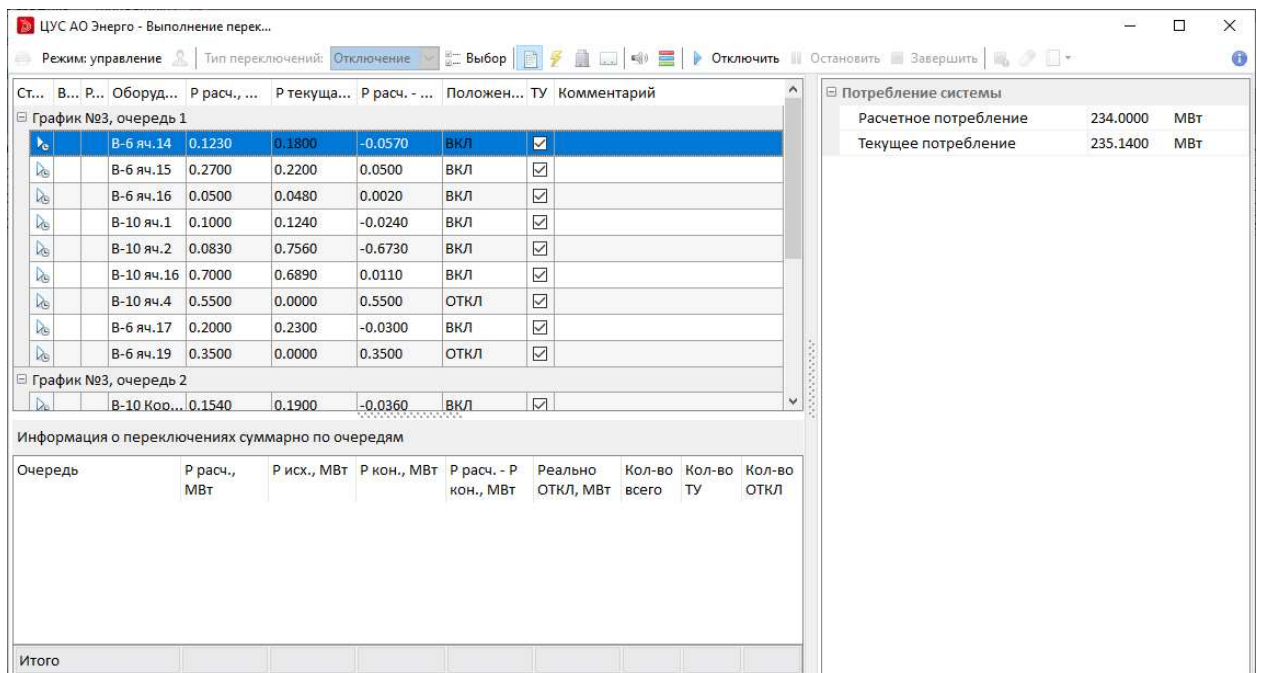 ЦУС АО Энерго - Выполнение перек...
Режим: управление Тип переключений: Отключение Выбор Отключить Остановить Завершить
Ст... В... Р... Оборуд... Р расч., ... Р текуща... Р расч. - ... Положен... ТУ Комментарий
График №3, очередь 1
В-6 яч.14 0.1230 0.1800 -0.0570 ВКЛ
В-6 яч.15 0.2700 0.2200 0.0500 ВКЛ
В-6 яч.16 0.0500 0.0480 0.0020 ВКЛ
В-10 яч.1 0.1000 0.1240 -0.0240 ВКЛ
В-10 яч.2 0.0830 0.7560 -0.6730 ВКЛ
В-10 яч.16 0.7000 0.6890 0.0110 ВКЛ
В-10 яч.4 0.5500 0.0000 0.5500 ОТКЛ
В-6 яч.17 0.2000 0.2300 -0.0300 ВКЛ
В-6 яч.19 0.3500 0.0000 0.3500 ОТКЛ
График №3, очередь 2
В-10 Кор... 0.1540 0.1900 -0.0360 ВКЛ
Потребление системы
Расчетное потребление 234.0000 МВт
Текущее потребление 235.1400 МВт
Информация о переключениях суммарно по очередям
Очередь Р расч., Р исх., МВт Р кон., МВт Р расч. - Р Реально Кол-во Кол-во Кол-во
МВт кон., МВт ОТКЛ, МВт всего ТУ ОТКЛ
Итого